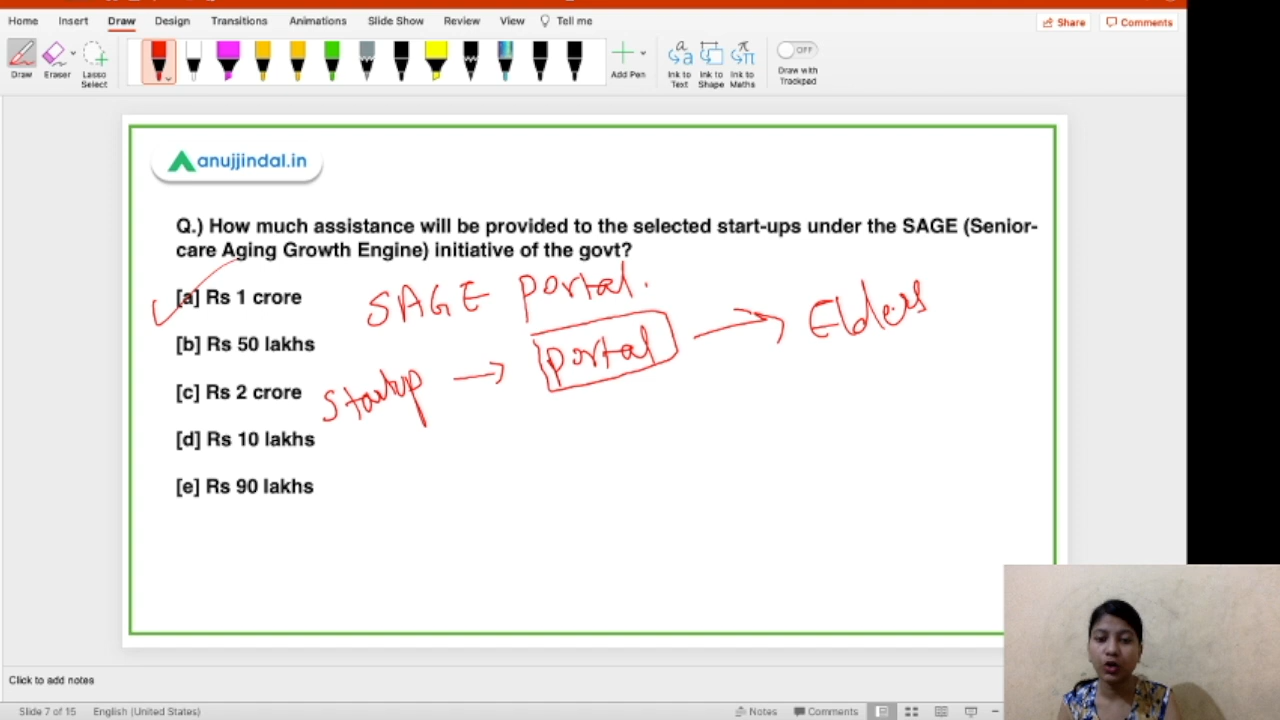 Home Insert Draw Design Transitions Animations Slide Show Review View Tell me Share Comments
Draw Eraser Lasso Select Add Pen Ink to Text Ink to Shape Ink to Maths OFF Draw with Trackpad
anujjindal.in
Q.) How much assistance will be provided to the selected start-ups under the SAGE (Senior-
care Aging Growth Engine) initiative of the govt?
[a] Rs 1 crore
SAGE portal.
[b] Rs 50 lakhs
Startup → portal → Elders
[c] Rs 2 crore
[d] Rs 10 lakhs
[e] Rs 90 lakhs
Click to add notes
Slide 7 of 15 English (United States) Notes Comments